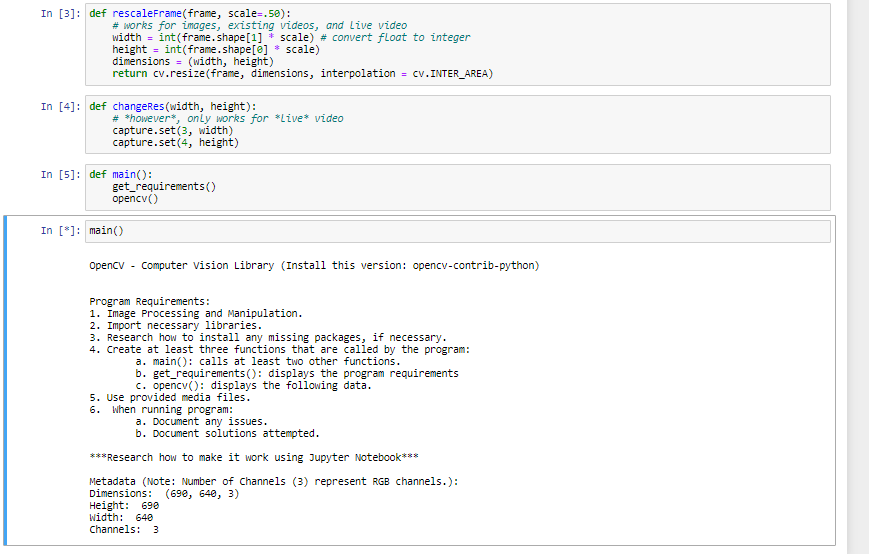 In [3]: def rescaleFrame(frame, scale=.50):
# works for images, existing videos, and live video
width = int(frame.shape[1] * scale) # convert float to integer
height = int(frame.shape[0] * scale)
dimensions = (width, height)
return cv.resize(frame, dimensions, interpolation = cv.INTER_AREA)
In [4]: def changeRes(width, height):
# *however*, only works for *live* video
capture.set(3, width)
capture.set(4, height)
In [5]: def main():
get_requirements()
opencv()
In [*]: main()
OpenCV - Computer Vision Library (Install this version: opencv-contrib-python)
Program Requirements:
1. Image Processing and Manipulation.
2. Import necessary libraries.
3. Research how to install any missing packages, if necessary.
4. Create at least three functions that are called by the program:
a. main(): calls at least two other functions.
b. get_requirements(): displays the program requirements
c. opencv(): displays the following data.
5. Use provided media files.
6. When running program:
a. Document any issues.
b. Document solutions attempted.
***Research how to make it work using Jupyter Notebook***
Metadata (Note: Number of Channels (3) represent RGB channels.):
Dimensions: (690, 640, 3)
Height: 690
Width: 640
Channels: 3